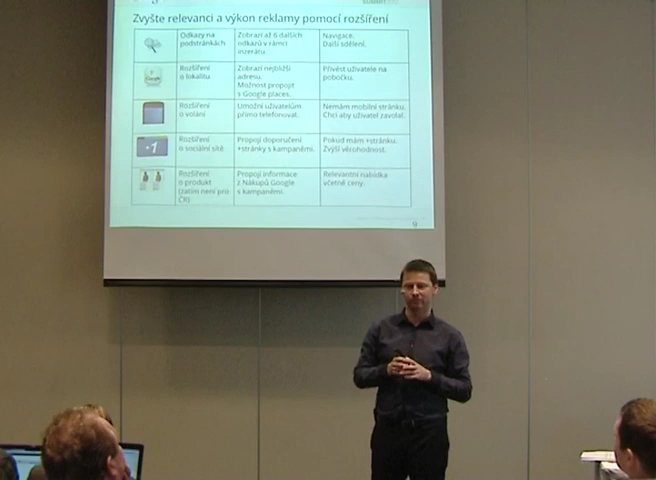 SUMMIT
Zvyšte relevanci a výkon reklamy pomocí rozšíření
Odkazy na
podstránkách
Zobrazí až 6 dalších
odkazů v rámci
inzerátu.
Navigace.
Další sdělení.
Rozšíření
o lokalitu
Zobrazí nejbližší
adresu.
Možnost propojit
s Google places.
Přivést uživatele na
pobočku.
Rozšíření
o volání
Umožní uživatelům
přímo telefonovat.
Nemám mobilní stránku.
Chci aby uživatel zavolal.
+1
Rozšíření
o sociální sítě
Propojí doporučení
+stránky s kampaněmi.
Pokud mám +stránku.
Zvýší věrohodnost.
Rozšíření
o produkt
(zatím není pro
ČR)
Propojí informace
z Nákupů Google
s kampaněmi.
Relevantní nabídka
včetně ceny.
9